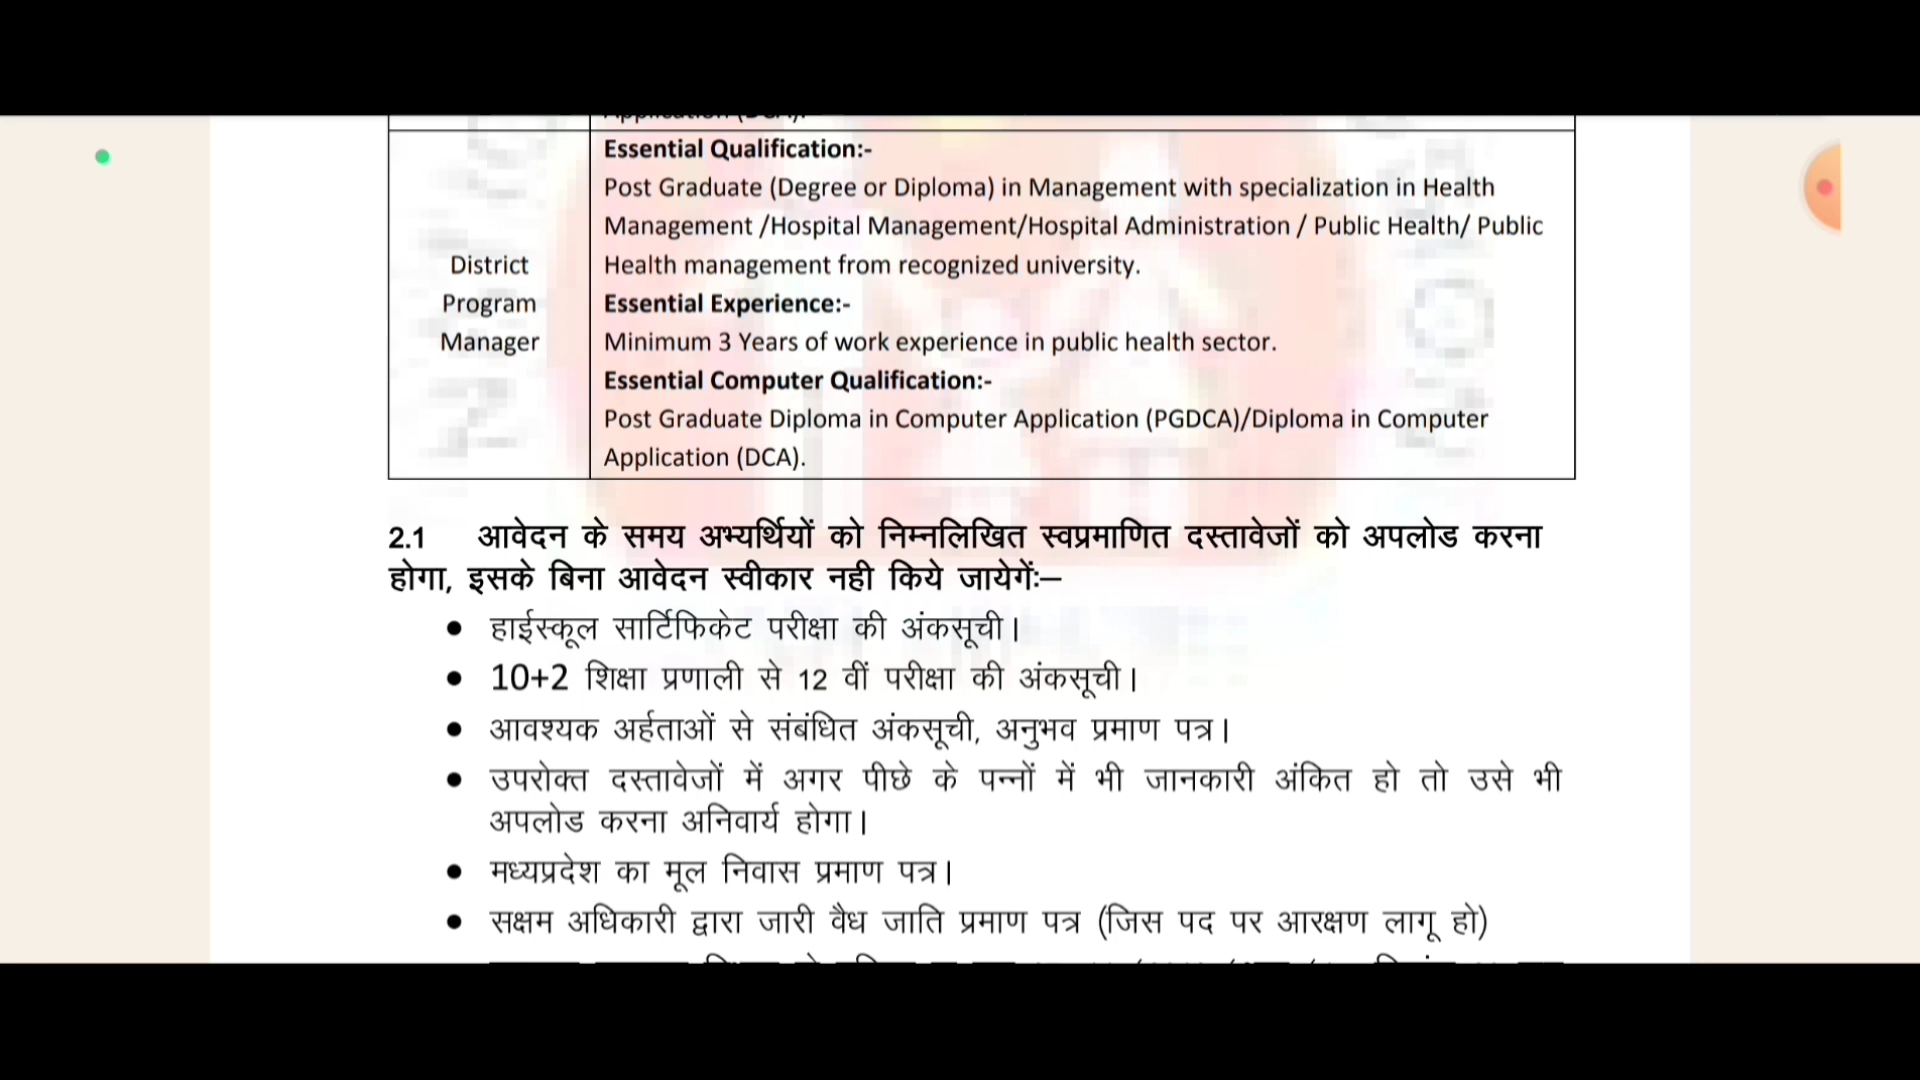 Application (DCA).
Essential Qualification:-
Post Graduate (Degree or Diploma) in Management with specialization in Health
Management /Hospital Management/Hospital Administration / Public Health/ Public
Health management from recognized university.
Essential Experience:-
Minimum 3 Years of work experience in public health sector.
Essential Computer Qualification:-
Post Graduate Diploma in Computer Application (PGDCA)/Diploma in Computer
Application (DCA).
District
Program
Manager
2.1 आवेदन के समय अभ्यर्थियों को निम्नलिखित स्वप्रमाणित दस्तावेजों को अपलोड करना
होगा, इसके बिना आवेदन स्वीकार नही किये जायेगेंः–
● हाईस्कूल सार्टिफिकेट परीक्षा की अंकसूची।
● 10+2 शिक्षा प्रणाली से 12 वीं परीक्षा की अंकसूची।
● आवश्यक अर्हताओं से संबंधित अंकसूची, अनुभव प्रमाण पत्र।
● उपरोक्त दस्तावेजों में अगर पीछे के पन्नों में भी जानकारी अंकित हो तो उसे भी
अपलोड करना अनिवार्य होगा।
● मध्यप्रदेश का मूल निवास प्रमाण पत्र।
● सक्षम अधिकारी द्वारा जारी वैध जाति प्रमाण पत्र (जिस पद पर आरक्षण लागू हो)